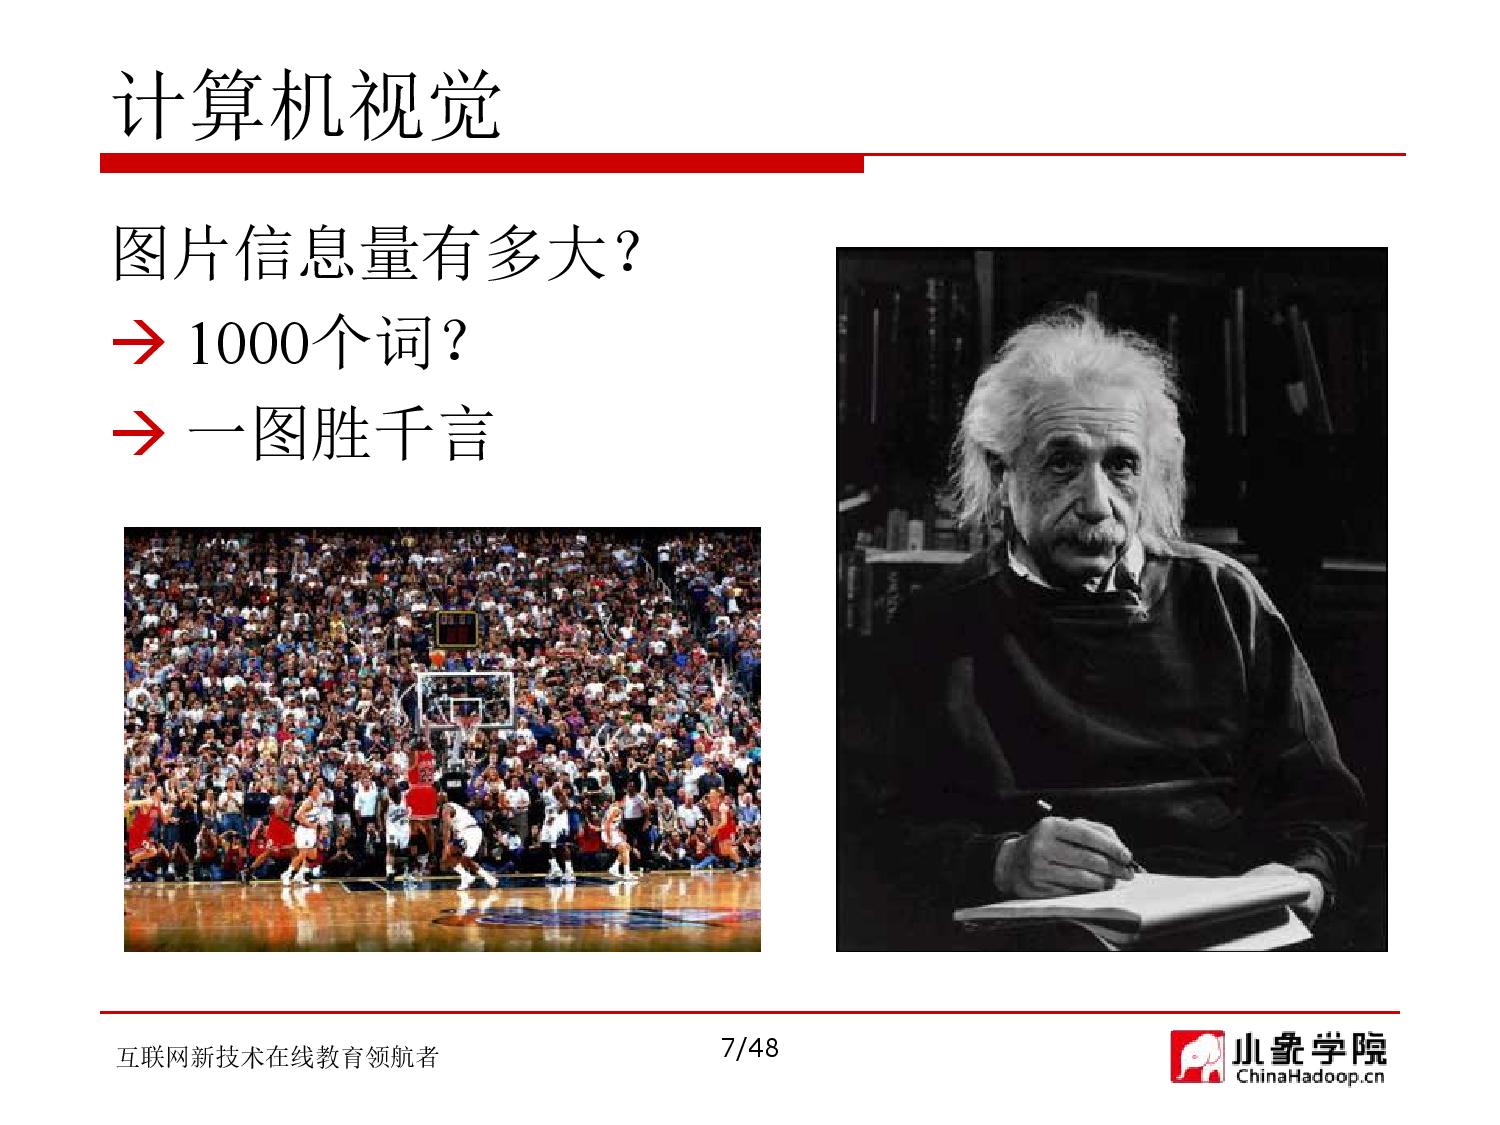 计算机视觉
图片信息量有多大?
→ 1000个词?
→ 一图胜千言
互联网新技术在线教育领航者
7/48
小象学院
ChinaHadoop.cn